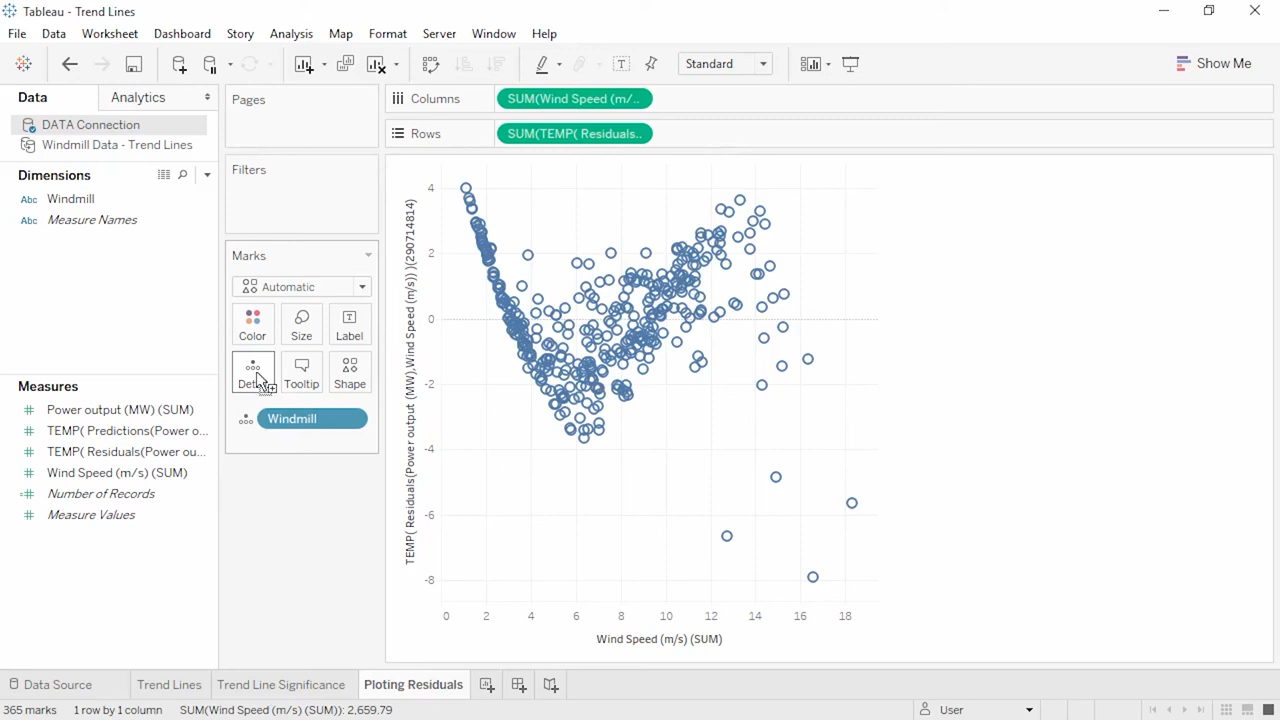 Tableau - Trend Lines
File Data Worksheet Dashboard Story Analysis Map Format Server Window Help
Standard
Show Me
Data Analytics
DATA Connection
Windmill Data - Trend Lines
Dimensions
Abc Windmill
Abc Measure Names
Measures
Power output (MW) (SUM)
TEMP( Predictions(Power o...
TEMP( Residuals(Power ou...
Wind Speed (m/s) (SUM)
Number of Records
Measure Values
Pages
Filters
Marks
Automatic
Color Size Label
Detail Tooltip Shape
Windmill
Columns SUM(Wind Speed (m/..
Rows SUM(TEMP( Residuals..
TEMP( Residuals(Power output (MW),Wind Speed (m/s)) )(290714814)
4
2
0
-2
-4
-6
-8
0 2 4 6 8 10 12 14 16 18
Wind Speed (m/s) (SUM)
Data Source Trend Lines Trend Line Significance Ploting Residuals
365 marks 1 row by 1 column SUM(Wind Speed (m/s) (SUM)): 2,659.79 User